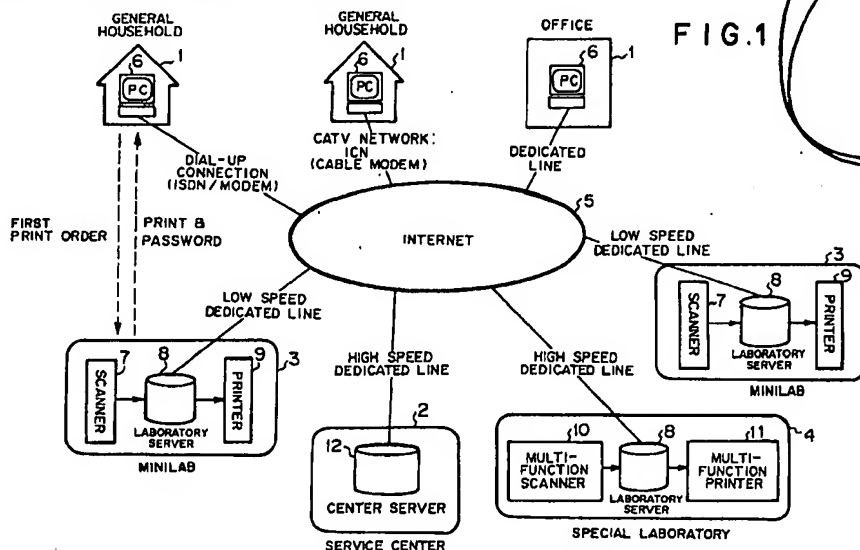 GENERAL
HOUSEHOLD
1
6
PC
GENERAL
HOUSEHOLD
1
6
PC
OFFICE
6
1
PC
FIG.1
DIAL-UP
CONNECTION
(ISDN/MODEM)
CATV NETWORK:
ICN
(CABLE MODEM)
DEDICATED
LINE
FIRST
PRINT ORDER
PRINT &
PASSWORD
INTERNET
5
LOW SPEED
DEDICATED LINE
LOW SPEED
DEDICATED LINE
HIGH SPEED
DEDICATED LINE
HIGH SPEED
DEDICATED LINE
7
SCANNER
8
LABORATORY
SERVER
9
PRINTER
3
MINILAB
7
SCANNER
8
LABORATORY
SERVER
9
PRINTER
3
MINILAB
2
12
CENTER SERVER
SERVICE CENTER
10
MULTI-
FUNCTION
SCANNER
8
LABORATORY
SERVER
11
MULTI-
FUNCTION
PRINTER
4
SPECIAL LABORATORY